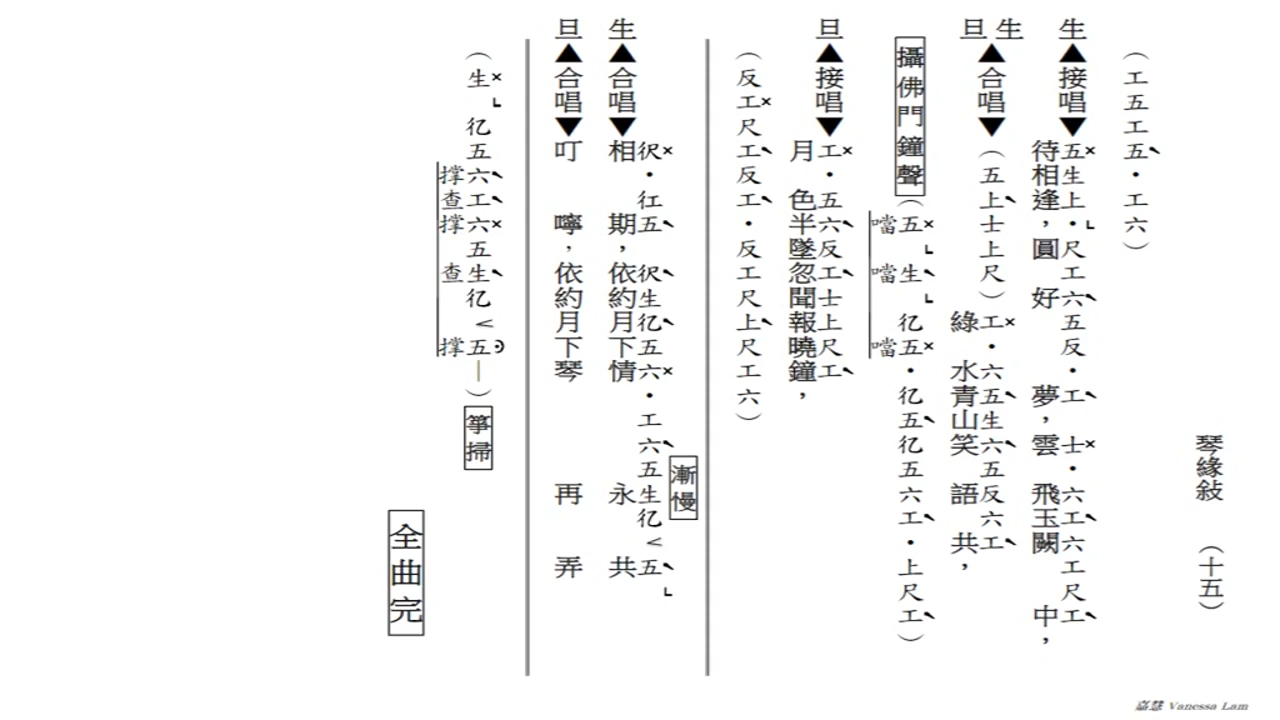 琴緣敍 （十五）
（工五工五・工六）
生▲接唱▼五生上・尺工六五反・工士・六工六工尺工
待相逢，圓好夢，雲飛玉闕中，
生旦▲合唱▼（五上士上尺）工・六五生六五反六工
綠水青山笑語共，
攝佛門鐘聲（五生㐹五・㐹五㐹五六工・上尺工）
噹噹噹
旦▲接唱▼工・五六反工士上尺工
月色半墜忽聞報曉鐘，
（反工尺工反工・反工尺上尺工六）
漸慢
生▲合唱▼伬・仜五伬生㐹五六・工六五生㐹<五
相期，依約月下情永共
旦▲合唱▼叮嚀，依約月下琴再弄
（生㐹五六工六五生㐹<五｜）箏掃
撐查撐查撐
全曲完
嘉慧 Vanessa Lam